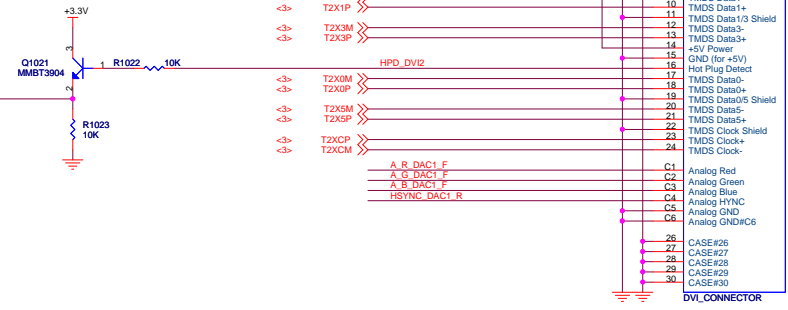 +3.3V
3
Q1021
MMBT3904
1
R1022
10K
2
R1023
10K
<3> T2X1P
<3> T2X3M
<3> T2X3P
HPD_DVI2
<3> T2X0M
<3> T2X0P
<3> T2X5M
<3> T2X5P
<3> T2XCP
<3> T2XCM
A_R_DAC1_F
A_G_DAC1_F
A_B_DAC1_F
HSYNC_DAC1_R
10 TMDS Data1+
11 TMDS Data1/3 Shield
12 TMDS Data3-
13 TMDS Data3+
14 +5V Power
15 GND (for +5V)
16 Hot Plug Detect
17 TMDS Data0-
18 TMDS Data0+
19 TMDS Data0/5 Shield
20 TMDS Data5-
21 TMDS Data5+
22 TMDS Clock Shield
23 TMDS Clock+
24 TMDS Clock-
C1 Analog Red
C2 Analog Green
C3 Analog Blue
C4 Analog HYNC
C5 Analog GND
C6 Analog GND#C6
26 CASE#26
27 CASE#27
28 CASE#28
29 CASE#29
30 CASE#30
DVI_CONNECTOR